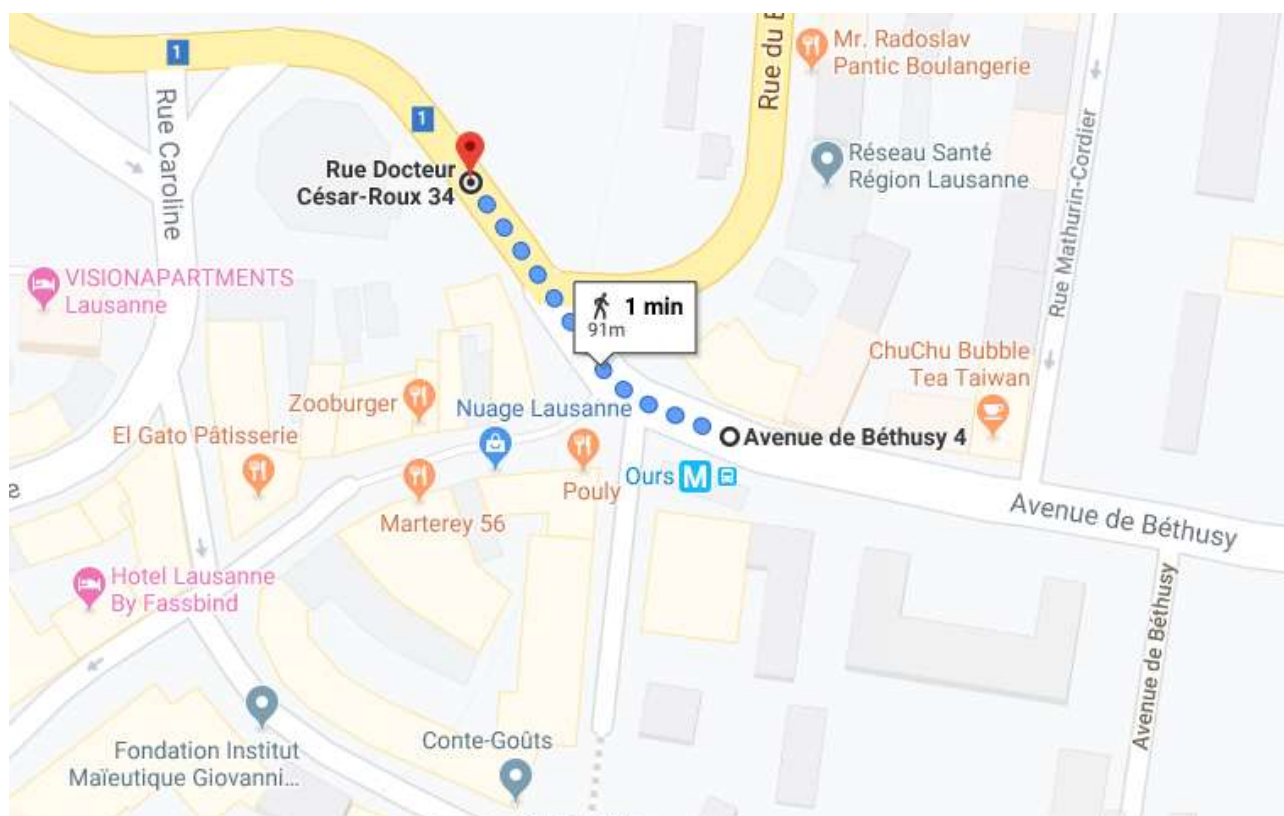 1
Rue du B
Mr. Radoslav
Pantic Boulangerie
Rue Caroline
1
Rue Docteur
César-Roux 34
Réseau Santé
Région Lausanne
Rue Mathurin-Cordier
VISIONAPARTMENTS
Lausanne
1 min
91m
ChuChu Bubble
Tea Taiwan
Zooburger
Nuage Lausanne
El Gato Pâtisserie
Avenue de Béthusy 4
Ours M
Pouly
Marterey 56
Avenue de Béthusy
Hotel Lausanne
By Fassbind
Avenue de Béthusy
Conte-Goûts
Fondation Institut
Maïeutique Giovanni...